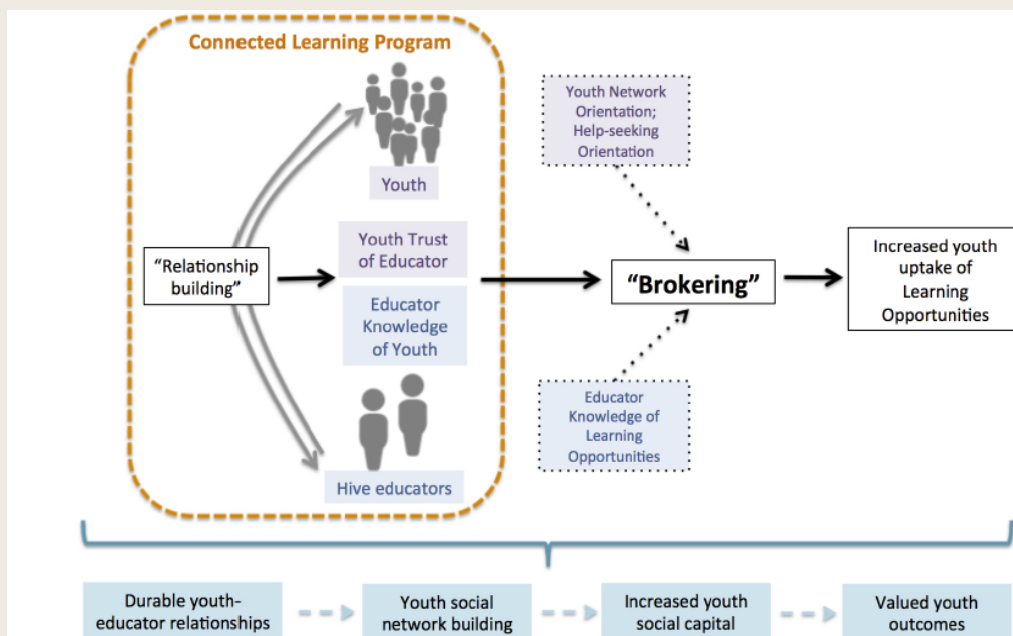 Connected Learning Program
Youth
"Relationship
building"
Youth Trust
of Educator
Educator
Knowledge
of Youth
Hive educators
Youth Network
Orientation;
Help-seeking
Orientation
"Brokering"
Educator
Knowledge of
Learning
Opportunities
Increased youth
uptake of
Learning
Opportunities
Durable youth-
educator relationships
Youth social
network building
Increased youth
social capital
Valued youth
outcomes